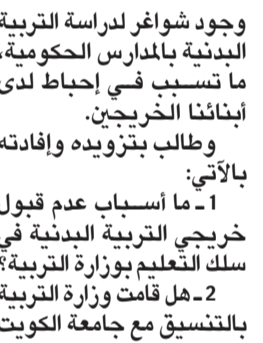 وجود شواغر لدراسة التربية
البدنية بالمدارس الحكومية،
ما تسبب في إحباط لدى
أبنائنا الخريجين.
وطالب بتزويده وإفادته
بالآتي:
1 ـ ما أسباب عدم قبول
خريجي التربية البدنية في
سلك التعليم بوزارة التربية؟
2 ـ هل قامت وزارة التربية
بالتنسيق مع جامعة الكويت